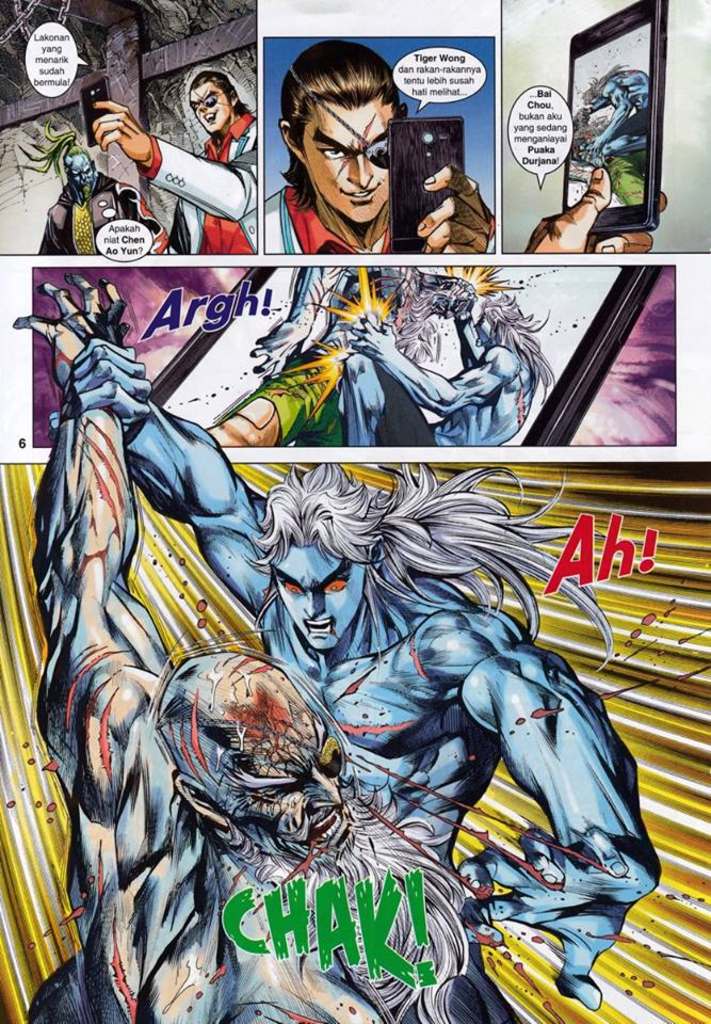 Lakonan
yang
menarik
sudah
bermula!
Apakah
niat Chen
Ao Yun?
Tiger Wong
dan rakan-rakannya
tentu lebih susah
hati melihat...
...Bai
Chou,
bukan aku
yang sedang
menganiayai
Puaka
Durjana!
Argh!
6
Ah!
CHAK!